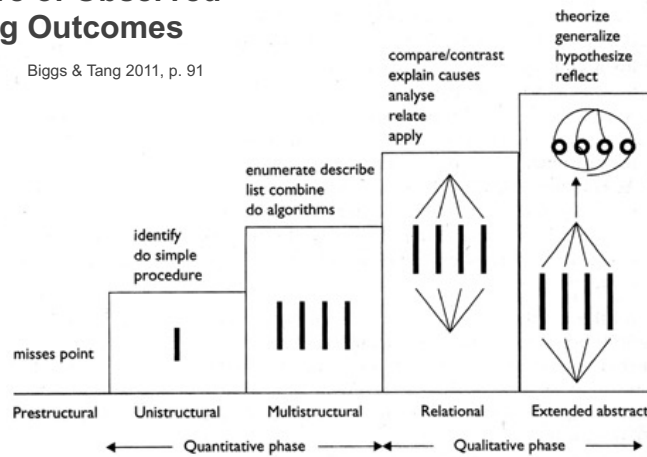 g Outcomes
Biggs & Tang 2011, p. 91
misses point
identify
do simple
procedure
enumerate describe
list combine
do algorithms
compare/contrast
explain causes
analyse
relate
apply
theorize
generalize
hypothesize
reflect
Prestructural Unistructural Multistructural Relational Extended abstract
Quantitative phase Qualitative phase